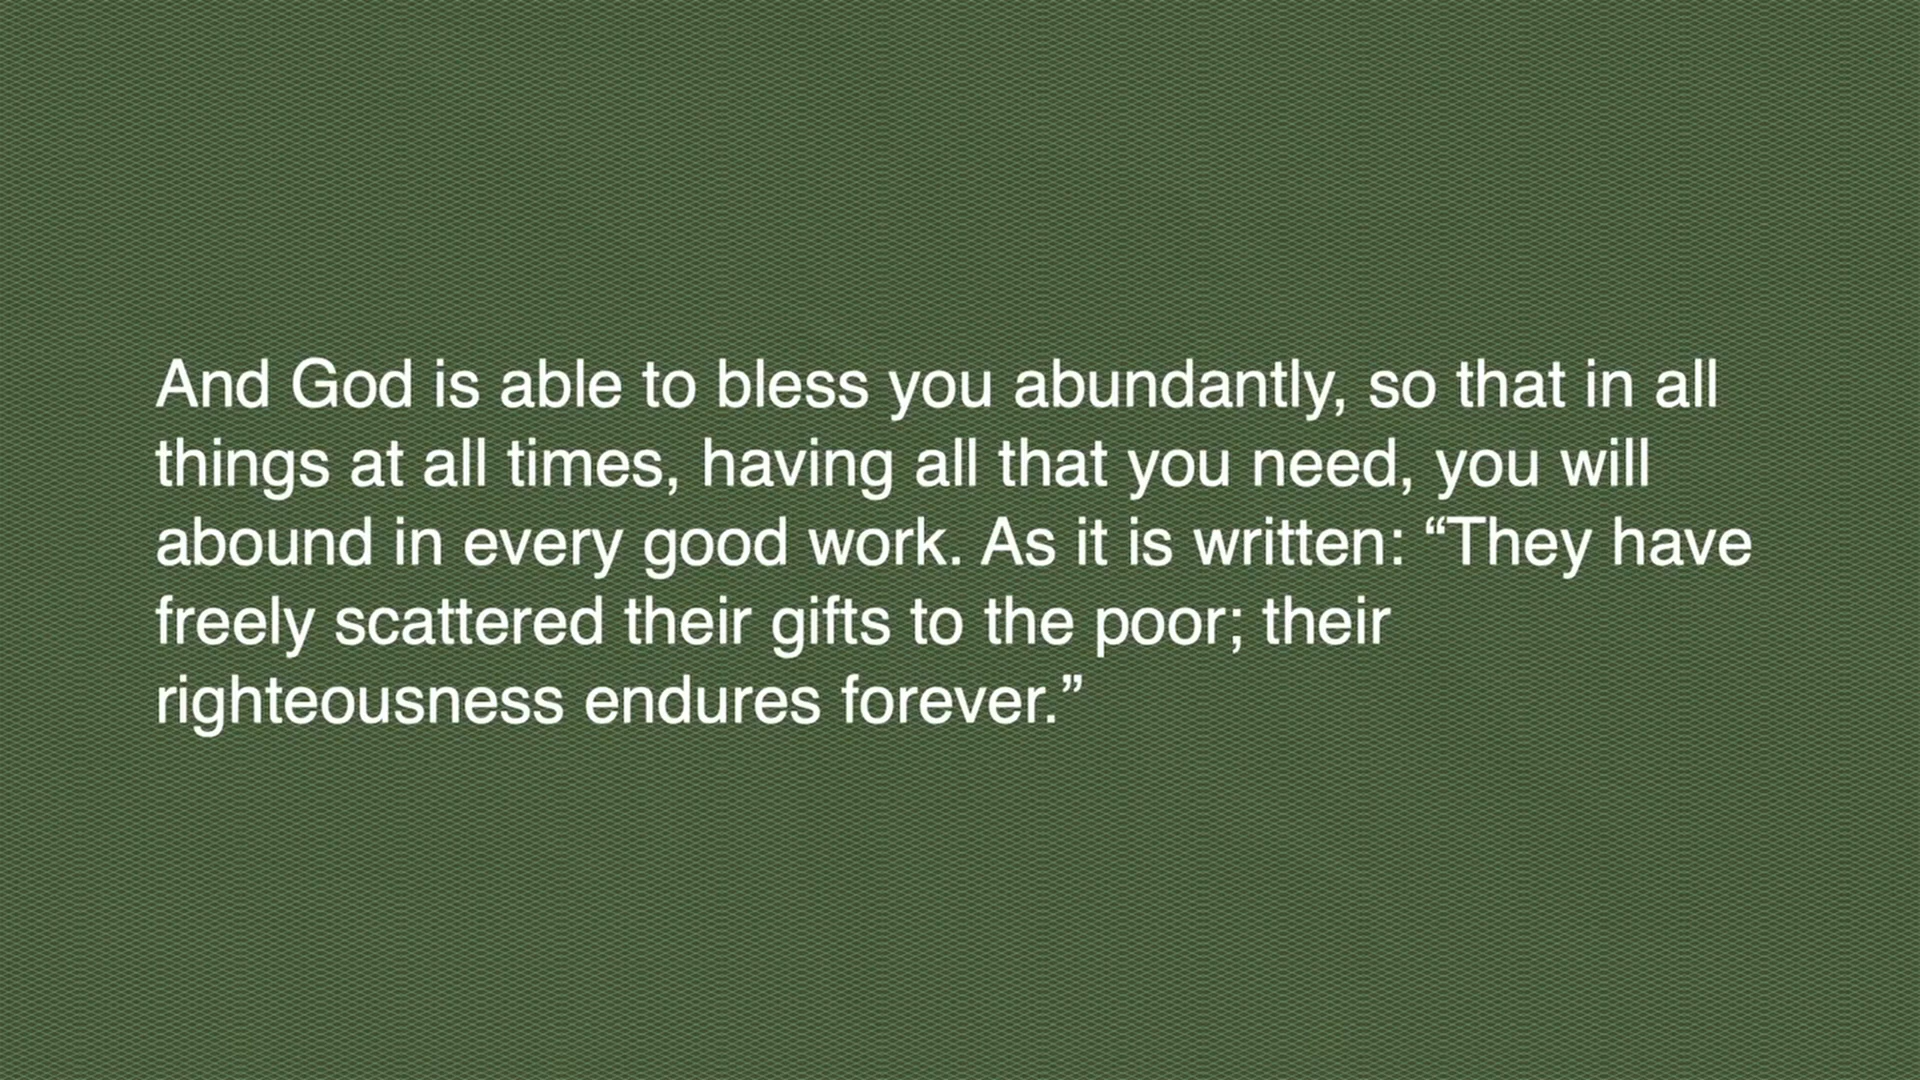 And God is able to bless you abundantly, so that in all
things at all times, having all that you need, you will
abound in every good work. As it is written: “They have
freely scattered their gifts to the poor; their
righteousness endures forever.”